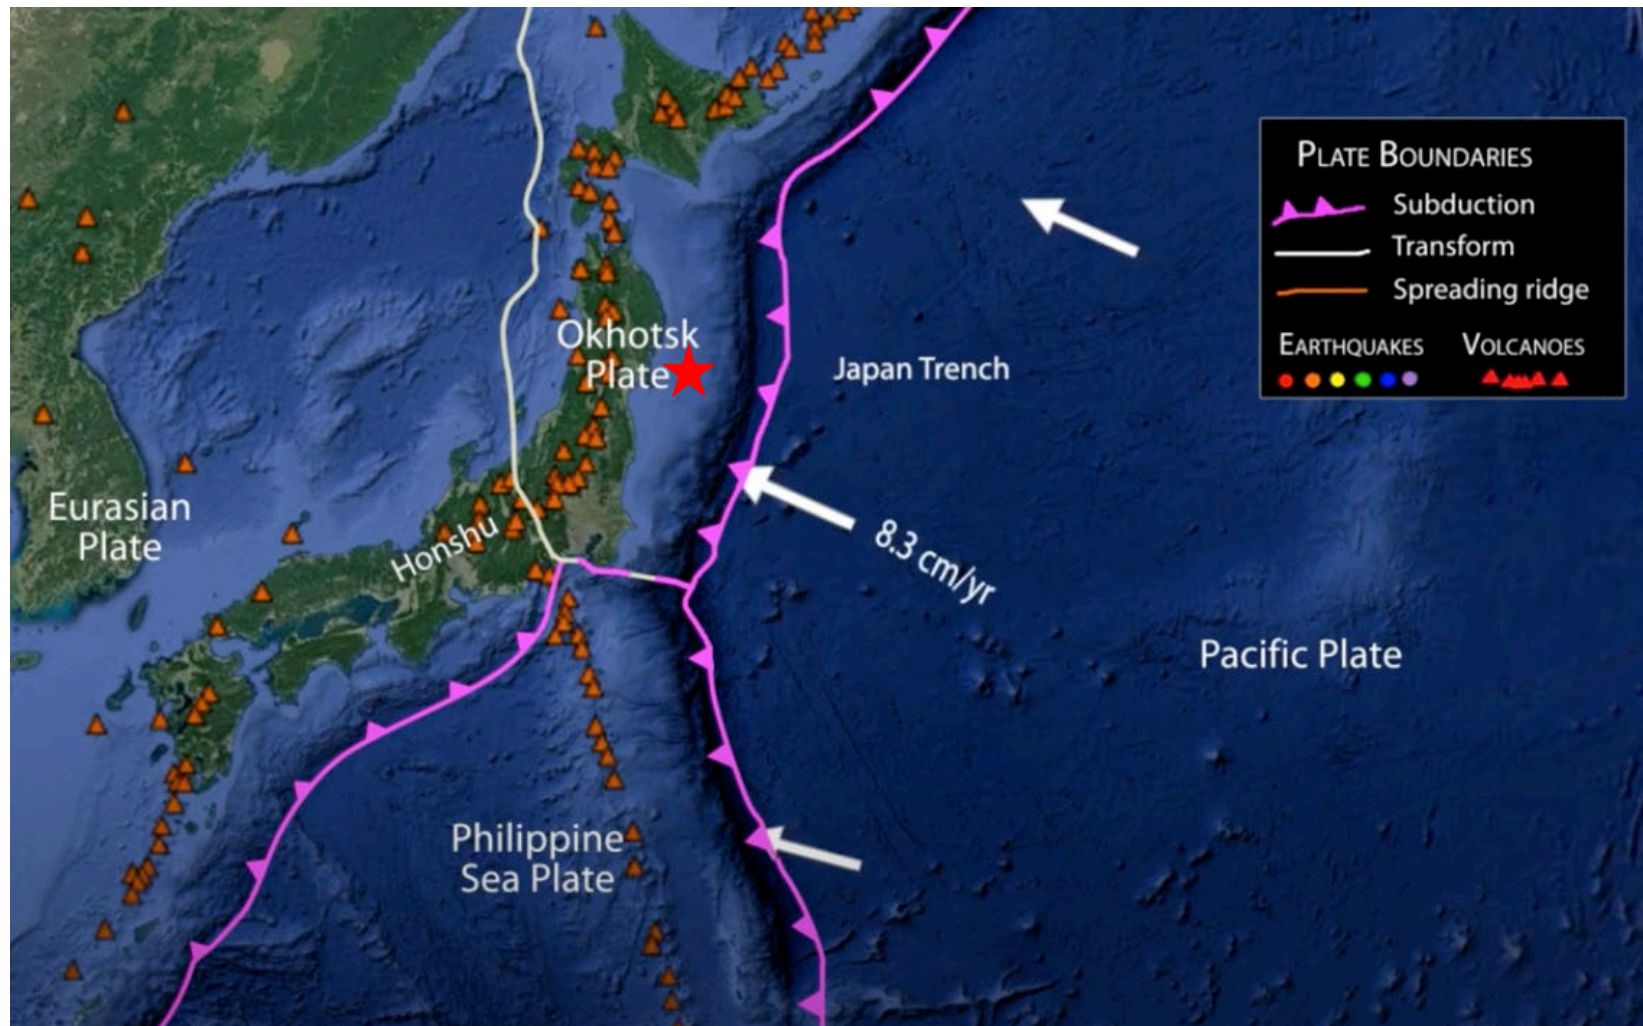 PLATE BOUNDARIES
Subduction
Transform
Spreading ridge
EARTHQUAKES
VOLCANOES
Okhotsk
Plate
Japan Trench
Eurasian
Plate
Honshu
8.3 cm/yr
Pacific Plate
Philippine
Sea Plate